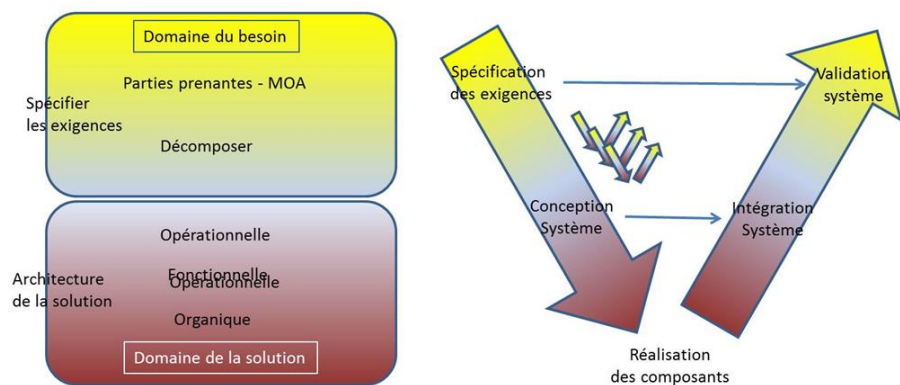 Domaine du besoin
Parties prenantes - MOA
Spécifier
les exigences
Décomposer
Opérationnelle
Fonctionnelle
Opérationnelle
Architecture
de la solution
Organique
Domaine de la solution
Spécification
des exigences
Validation
système
Conception
Système
Intégration
Système
Réalisation
des composants